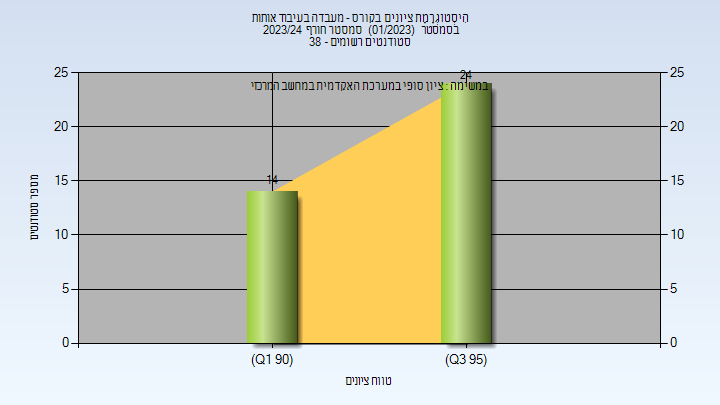 הִיסְטוֹגְרַמַּת ציונים בקורס - מעבדה בעיבוד אותות
בסמסטר (01/2023) סמסטר חורף 2023/24
סטודנטים רשומים - 38
במשימה : ציון סופי במערכת האקדמית במחשב המרכזי
25
20
15
10
5
0
25
20
15
10
5
0
14
24
מספר סטודנטים
(Q1 90)
(Q3 95)
טווח ציונים